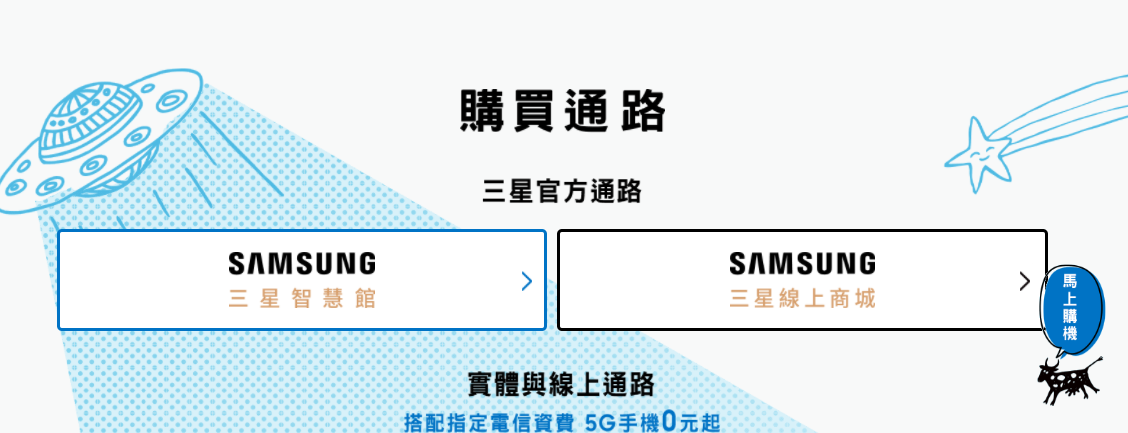 購買通路
三星官方通路
SAMSUNG
三星智慧館
SAMSUNG
三星線上商城
馬上購機
實體與線上通路
搭配指定電信資費 5G手機0元起